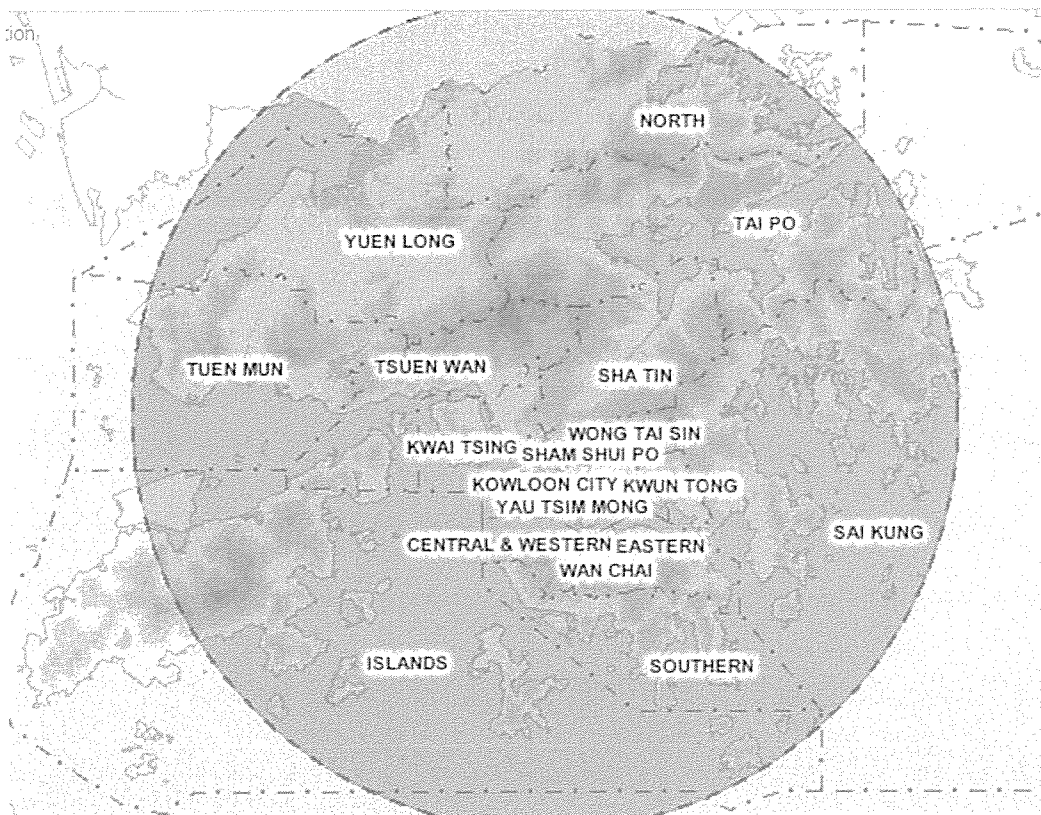 NORTH
TAI PO
YUEN LONG
TUEN MUN
TSUEN WAN
SHA TIN
WONG TAI SIN
KWAI TSING
SHAM SHUI PO
KOWLOON CITY
KWUN TONG
YAU TSIM MONG
SAI KUNG
CENTRAL & WESTERN
EASTERN
WAN CHAI
ISLANDS
SOUTHERN